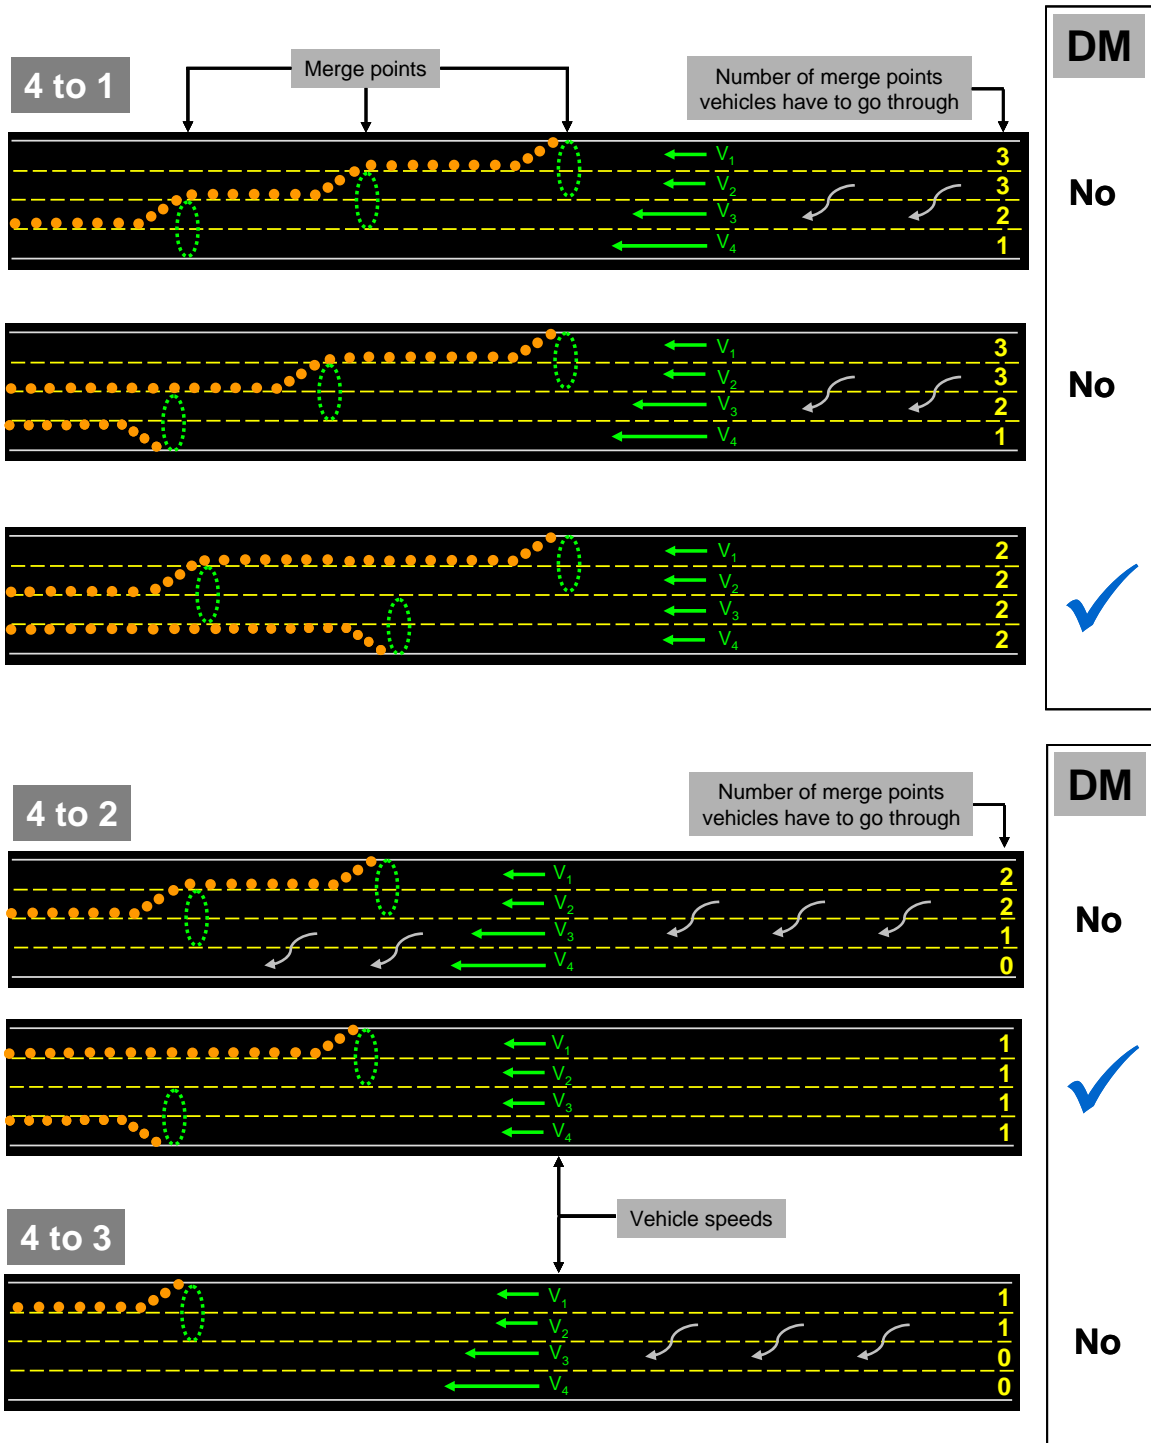 DM
4 to 1
Merge points
Number of merge points
vehicles have to go through
V1 3
V2 3
V3 2
V4 1
No
V1 3
V2 3
V3 2
V4 1
No
V1 2
V2 2
V3 2
V4 2
DM
4 to 2
Number of merge points
vehicles have to go through
V1 2
V2 2
V3 1
V4 0
No
V1 1
V2 1
V3 1
V4 1
Vehicle speeds
4 to 3
V1 1
V2 1
V3 0
V4 0
No